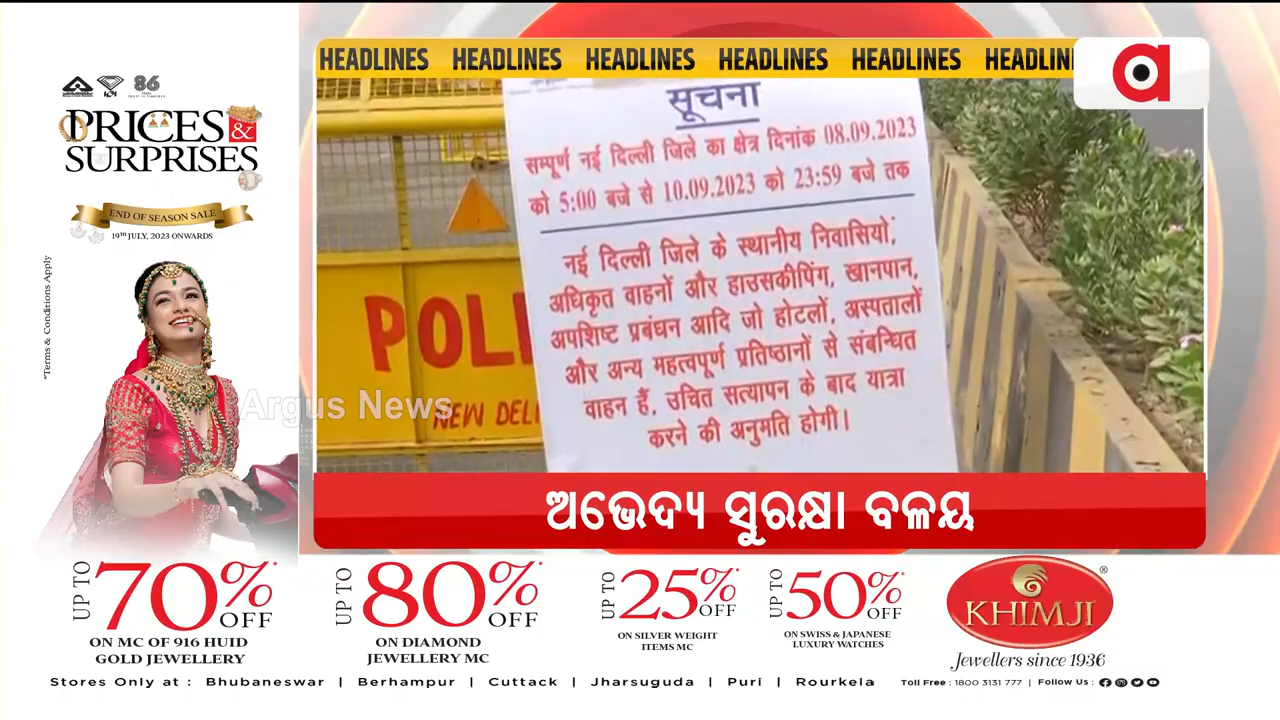 HEADLINES HEADLINES HEADLINES HEADLINES HEADLINES HEADLIN
a
86
PRICES &
SURPRISES
END OF SEASON SALE
19TH JULY, 2023 ONWARDS
*Terms & Conditions Apply
सूचना
सम्पूर्ण नई दिल्ली जिले का क्षेत्र दिनांक 08.09.2023
को 5:00 बजे से 10.09.2023 को 23:59 बजे तक
नई दिल्ली जिले के स्थानीय निवासियों,
अधिकृत वाहनों और हाउसकीपिंग, खानपान,
अपशिष्ट प्रबंधन आदि जो होटलों, अस्पतालों
और अन्य महत्वपूर्ण प्रतिष्ठानों से संबन्धित
वाहन हैं, उचित सत्यापन के बाद यात्रा
करने की अनुमति होगी।
POLI
NEW DEL
Argus News
ଅଭେଦ୍ୟ ସୁରକ୍ଷା ବଳୟ
UP TO 70%* OFF
ON MC OF 916 HUID
GOLD JEWELLERY
UP TO 80%* OFF
ON DIAMOND
JEWELLERY MC
UP TO 25%* OFF
ON SILVER WEIGHT
ITEMS MC
UP TO 50%* OFF
ON SWISS & JAPANESE
LUXURY WATCHES
KHIMJI ®
Jewellers since 1936
Stores Only at : Bhubaneswar | Berhampur | Cuttack | Jharsuguda | Puri | Rourkela
Toll Free : 1800 3131 777 | Follow Us :